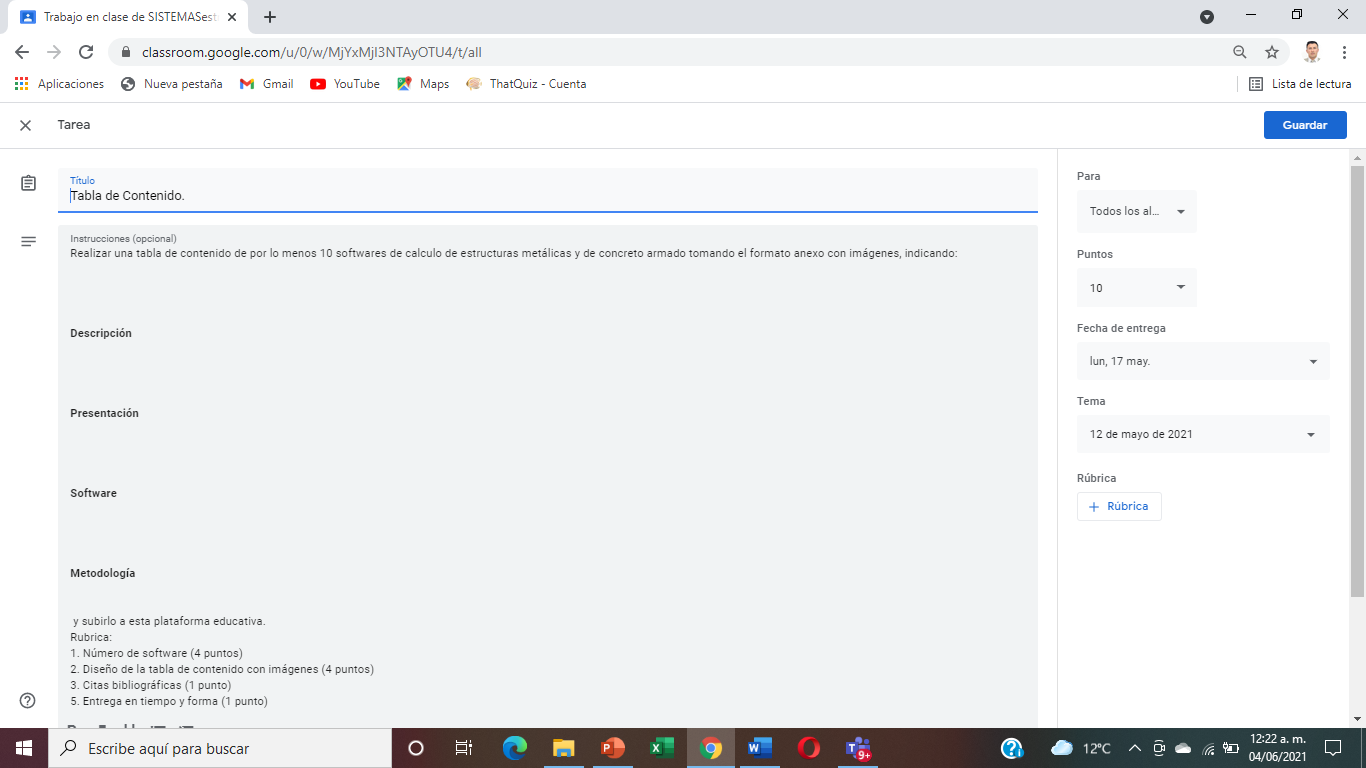 Trabajo en clase de SISTEMASest
classroom.google.com/u/0/w/MjYxMjI3NTAyOTU4/t/all
Aplicaciones Nueva pestaña Gmail YouTube Maps ThatQuiz - Cuenta Lista de lectura
Tarea Guardar
Título
Tabla de Contenido.
Instrucciones (opcional)
Realizar una tabla de contenido de por lo menos 10 softwares de calculo de estructuras metálicas y de concreto armado tomando el formato anexo con imágenes, indicando:
Descripción
Presentación
Software
Metodología
y subirlo a esta plataforma educativa.
Rubrica:
1. Número de software (4 puntos)
2. Diseño de la tabla de contenido con imágenes (4 puntos)
3. Citas bibliográficas (1 punto)
5. Entrega en tiempo y forma (1 punto)
Para
Todos los al...
Puntos
10
Fecha de entrega
lun, 17 may.
Tema
12 de mayo de 2021
Rúbrica
+ Rúbrica
Escribe aquí para buscar
9+
12°C
12:22 a. m.
04/06/2021